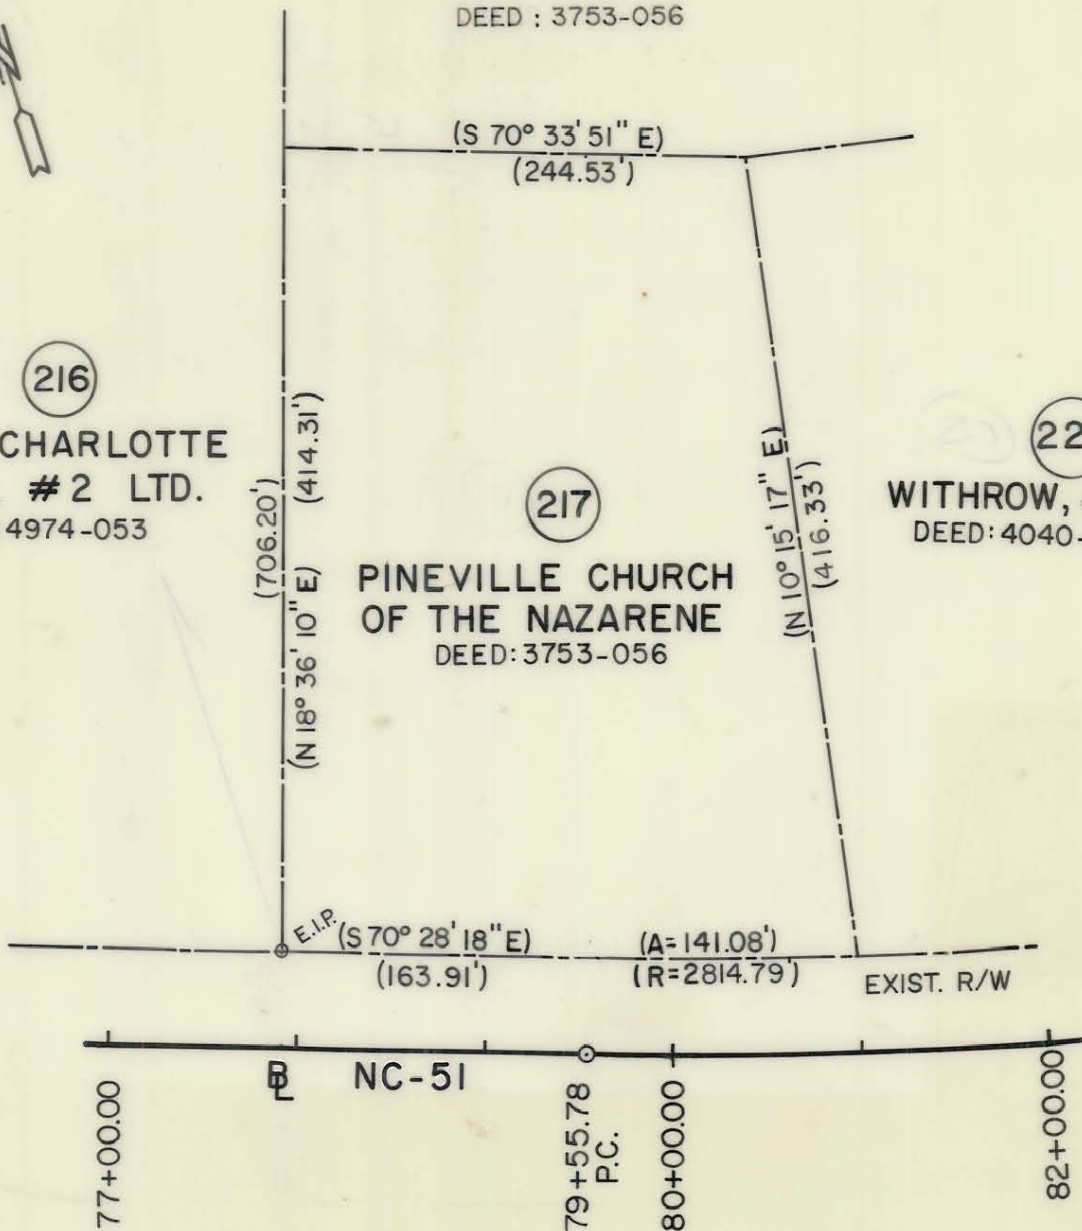 DEED : 3753-056
(S 70° 33' 51" E)
(244.53')
216
CHARLOTTE
#2 LTD.
4974-053
(706.20')
(414.31')
(N 18° 36' 10" E)
217
PINEVILLE CHURCH
OF THE NAZARENE
DEED: 3753-056
(N 10° 15' 17" E)
(416.33')
22
WITHROW,
DEED: 4040-
E.I.P.
(S 70° 28' 18" E)
(163.91')
(A=141.08')
(R=2814.79')
EXIST. R/W
BL NC-51
77+00.00
79+55.78
P.C.
80+00.00
82+00.00